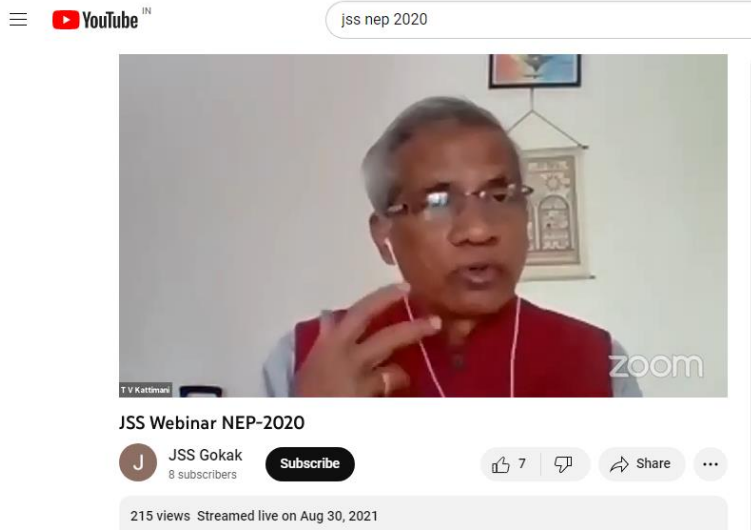 YouTube IN
jss nep 2020
zoom
T V Kattimani
JSS Webinar NEP-2020
J
JSS Gokak
8 subscribers
Subscribe
7
Share
215 views Streamed live on Aug 30, 2021